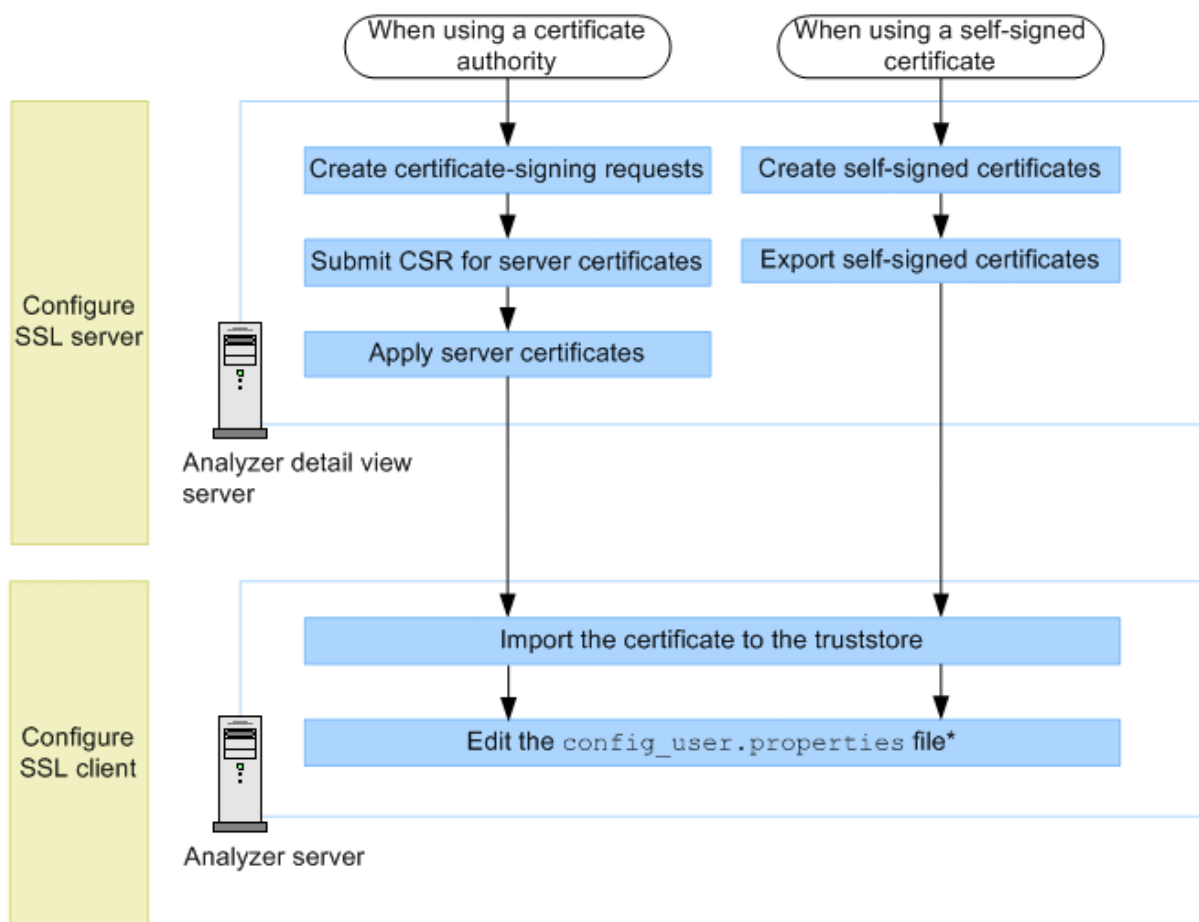 When using a certificate
authority
When using a self-signed
certificate
Create certificate-signing requests
Create self-signed certificates
Submit CSR for server certificates
Export self-signed certificates
Configure
SSL server
Apply server certificates
Analyzer detail view
server
Import the certificate to the truststore
Configure
SSL client
Edit the config_user.properties file*
Analyzer server